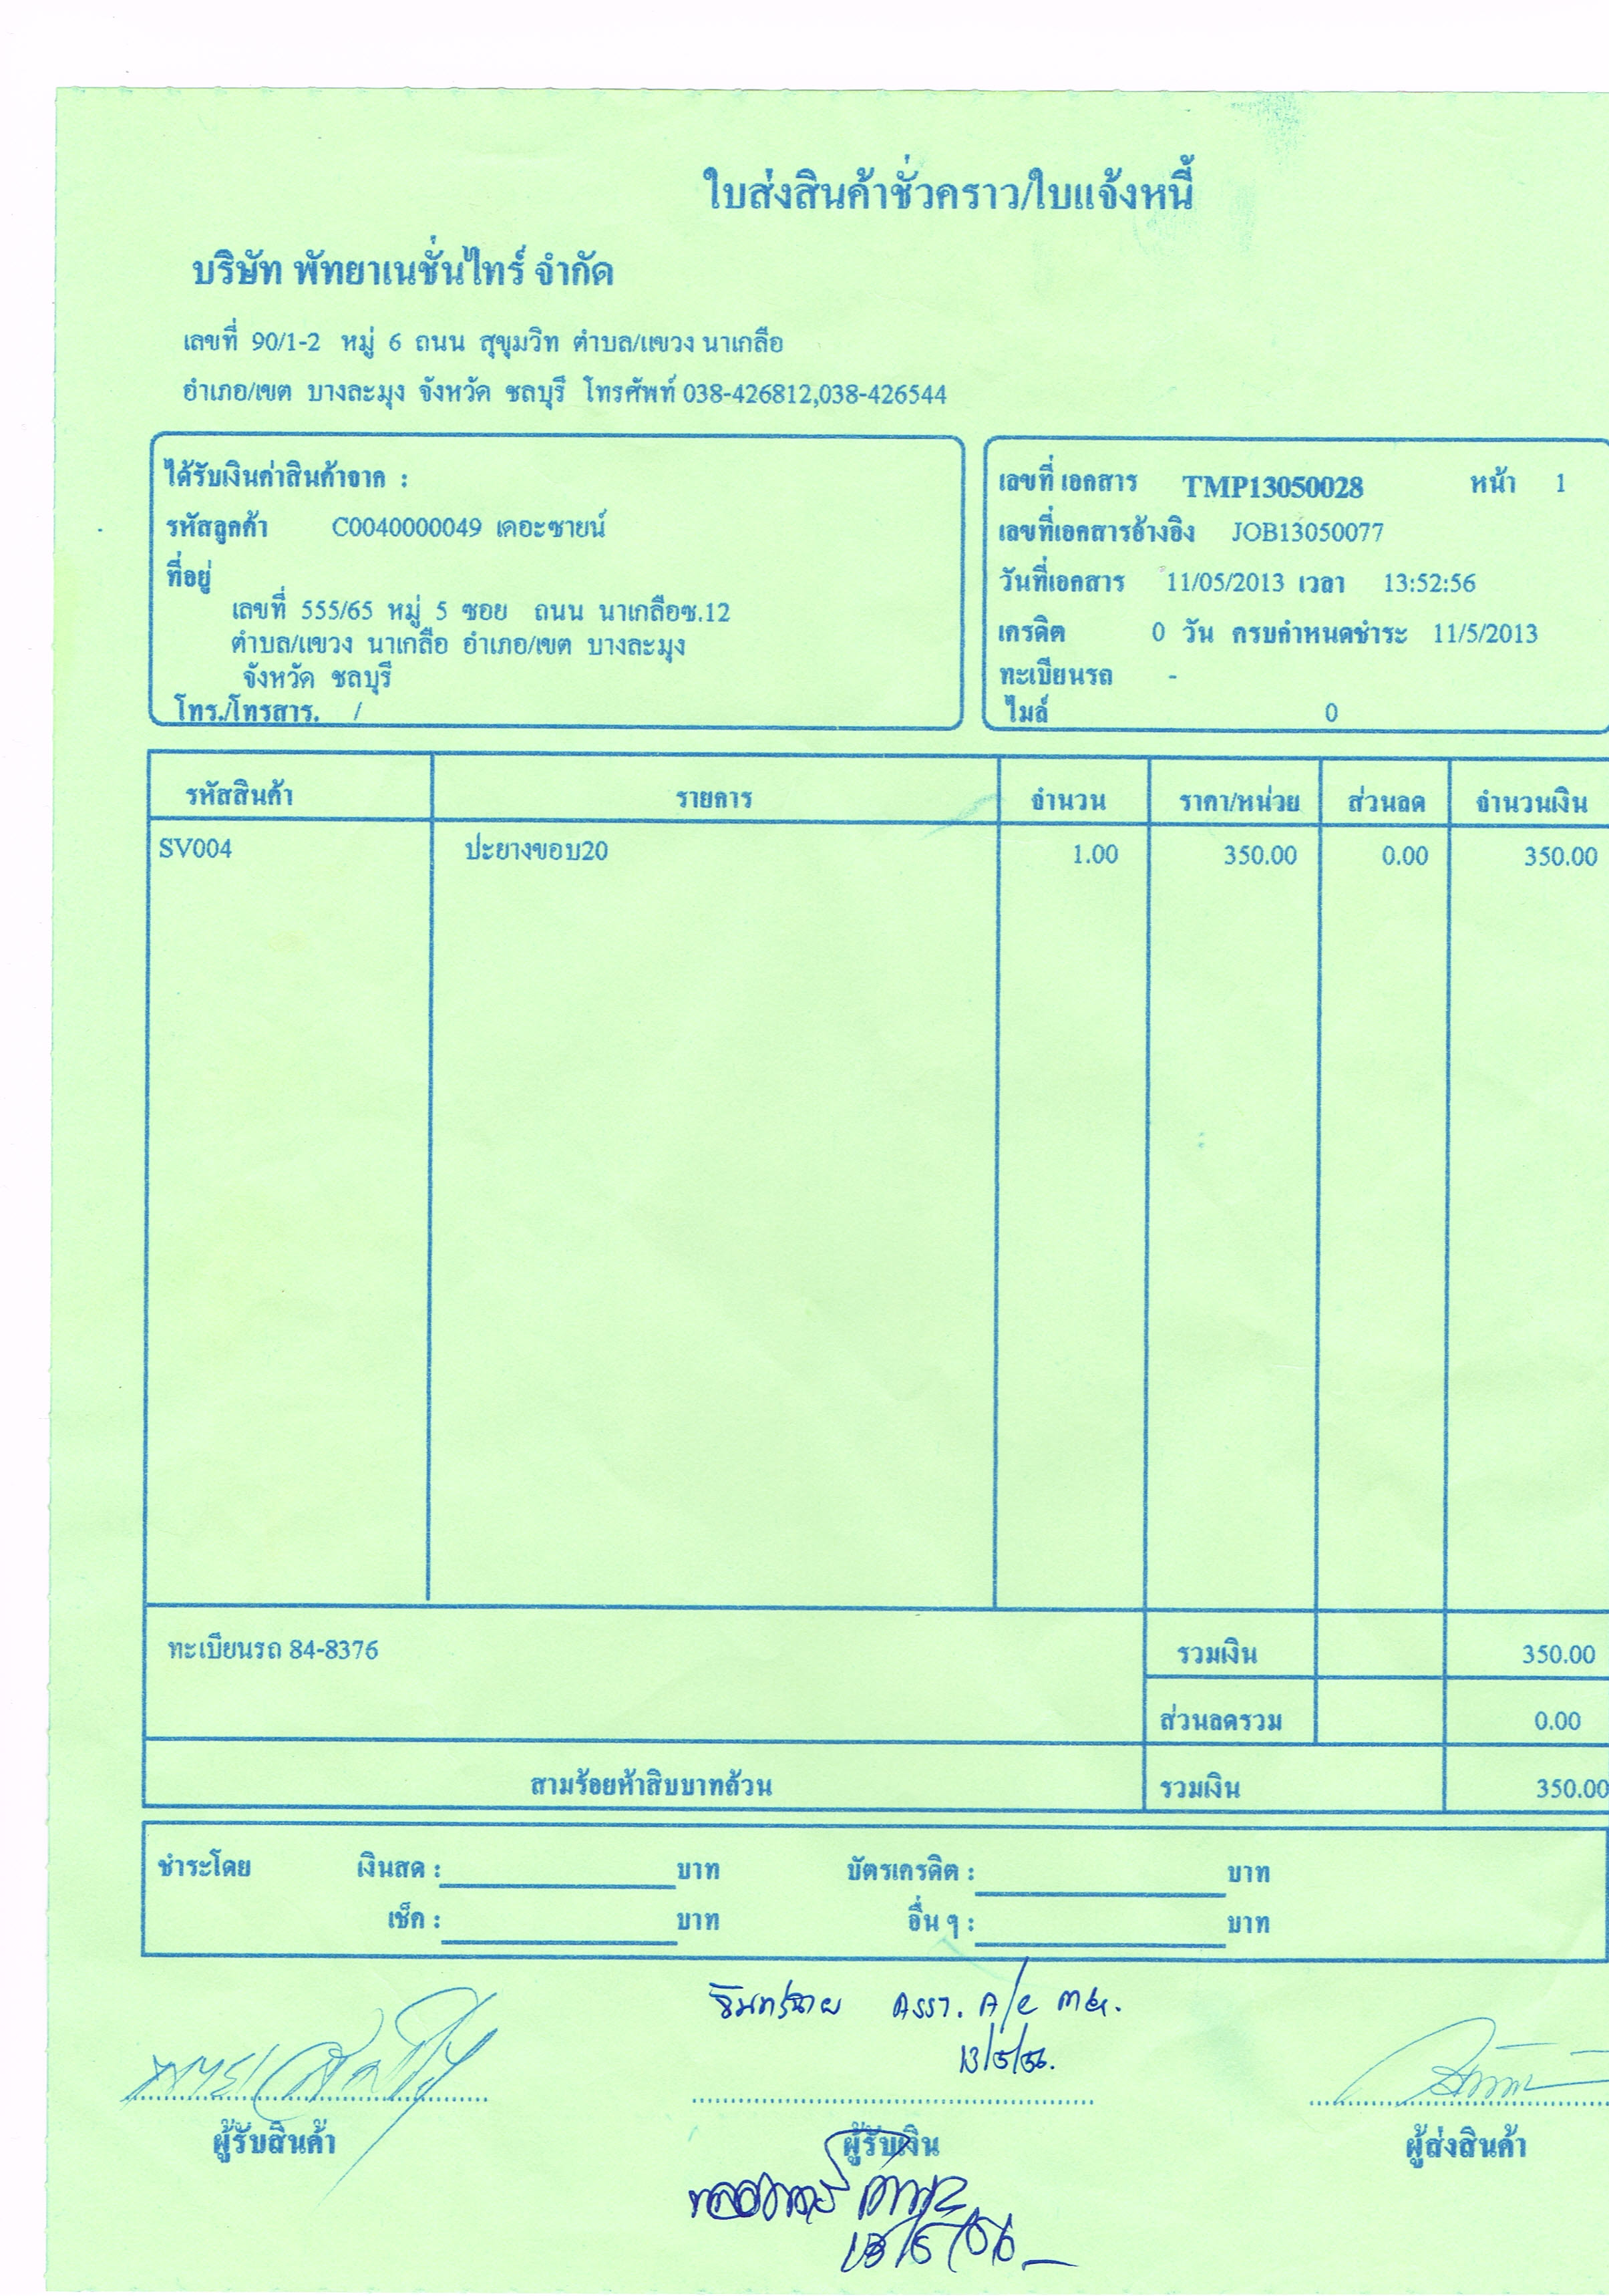 ใบส่งสินค้าชั่วคราว/ใบแจ้งหนี้
บริษัท พัทยาเนชั่นไทร์ จำกัด
เลขที่ 90/1-2 หมู่ 6 ถนน สุขุมวิท ตำบล/แขวง นาเกลือ
อำเภอ/เขต บางละมุง จังหวัด ชลบุรี โทรศัพท์ 038-426812,038-426544
ได้รับเงินค่าสินค้าจาก :
รหัสลูกค้า C0040000049 เดอะซายน์
ที่อยู่
เลขที่ 555/65 หมู่ 5 ซอย ถนน นาเกลือซ.12
ตำบล/แขวง นาเกลือ อำเภอ/เขต บางละมุง
จังหวัด ชลบุรี
โทร./โทรสาร. /
เลขที่ เอกสาร TMP13050028 หน้า 1
เลขที่เอกสารอ้างอิง JOB13050077
วันที่เอกสาร 11/05/2013 เวลา 13:52:56
เครดิต 0 วัน ครบกำหนดชำระ 11/5/2013
ทะเบียนรถ -
ไมล์ 0
รหัสสินค้า รายการ จำนวน ราคา/หน่วย ส่วนลด จำนวนเงิน
SV004 ปะยางขอบ20 1.00 350.00 0.00 350.00
ทะเบียนรถ 84-8376 รวมเงิน 350.00
ส่วนลดรวม 0.00
สามร้อยห้าสิบบาทถ้วน รวมเงิน 350.00
ชำระโดย เงินสด : บาท บัตรเครดิต : บาท
เช็ค : บาท อื่น ๆ : บาท
Asst. A/C
13/5/56.
ผู้รับสินค้า ผู้รับเงิน ผู้ส่งสินค้า
13/5/56